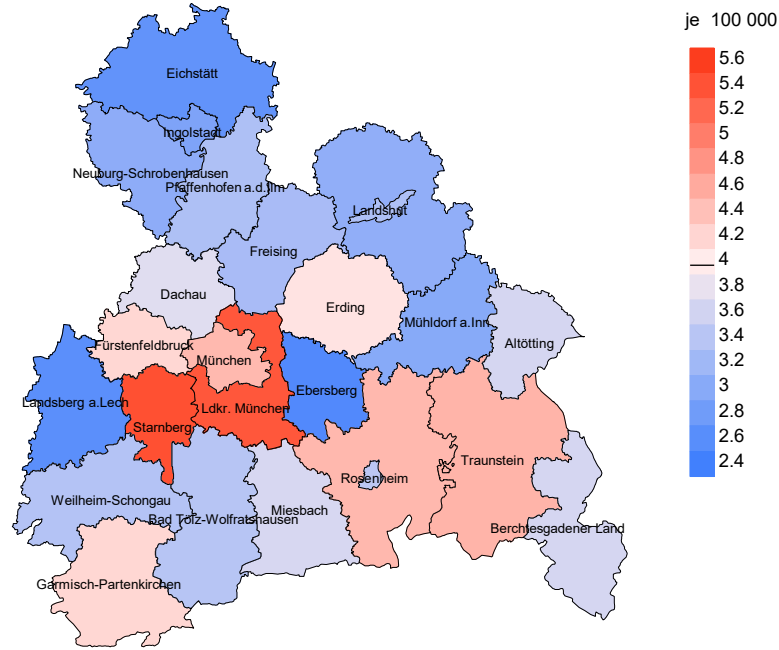 je 100 000
5.6
5.4
5.2
5
4.8
4.6
4.4
4.2
4
3.8
3.6
3.4
3.2
3
2.8
2.6
2.4
Eichstätt
Ingolstadt
Neuburg-Schrobenhausen
Pfaffenhofen a.d.Ilm
Landshut
Freising
Dachau
Erding
Mühldorf a.Inn
Altötting
Fürstenfeldbruck
München
Ebersberg
Landsberg a.Lech
Ldkr. München
Starnberg
Traunstein
Rosenheim
Weilheim-Schongau
Miesbach
Bad Tölz-Wolfratshausen
Berchtesgadener Land
Garmisch-Partenkirchen